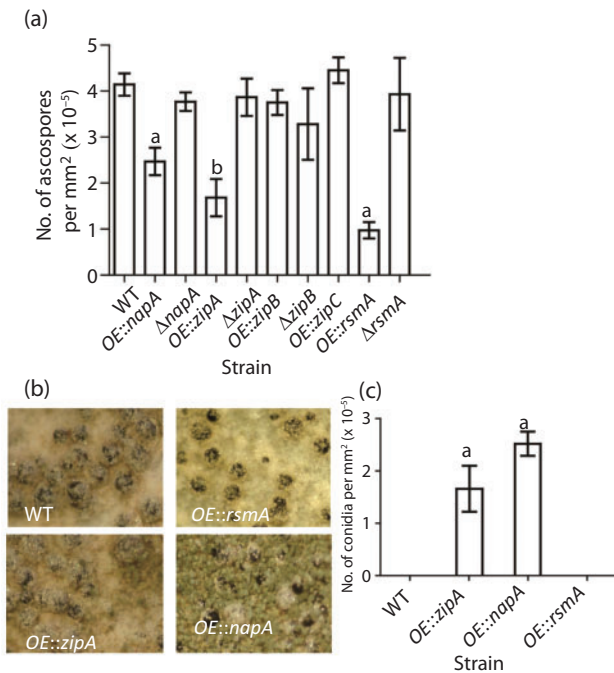 (a)
No. of ascospores
per mm² (x 10⁻⁵)
5
4
3
2
1
0
a
b
a
WT
OE::napA
ΔnapA
OE::zipA
ΔzipA
OE::zipB
ΔzipB
OE::zipC
OE::rsmA
ΔrsmA
Strain
(b)
WT
OE::rsmA
OE::zipA
OE::napA
(c)
No. of conidia per mm² (x 10⁻⁵)
3
2
1
0
a
a
WT
OE::zipA
OE::napA
OE::rsmA
Strain